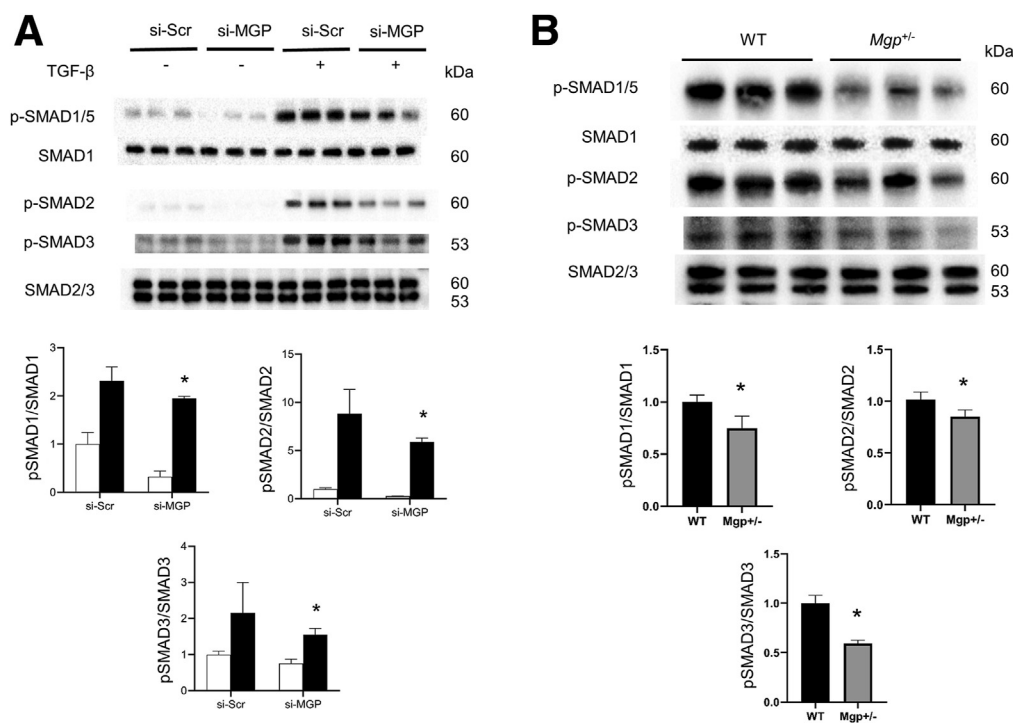 A
si-Scr si-MGP si-Scr si-MGP
TGF-β - - + + kDa
p-SMAD1/5 60
SMAD1 60
p-SMAD2 60
p-SMAD3 53
SMAD2/3 60
53
pSMAD1/SMAD1
3
2
1
0
*
si-Scr si-MGP
pSMAD2/SMAD2
15
10
5
0
*
si-Scr si-MGP
pSMAD3/SMAD3
4
3
2
1
0
*
si-Scr si-MGP
B
WT Mgp+/-
kDa
p-SMAD1/5 60
SMAD1 60
p-SMAD2 60
p-SMAD3 53
SMAD2/3 60
53
pSMAD1/SMAD1
1.5
1.0
0.5
0.0
*
WT Mgp+/-
pSMAD2/SMAD2
1.5
1.0
0.5
0.0
*
WT Mgp+/-
pSMAD3/SMAD3
1.5
1.0
0.5
0.0
*
WT Mgp+/-